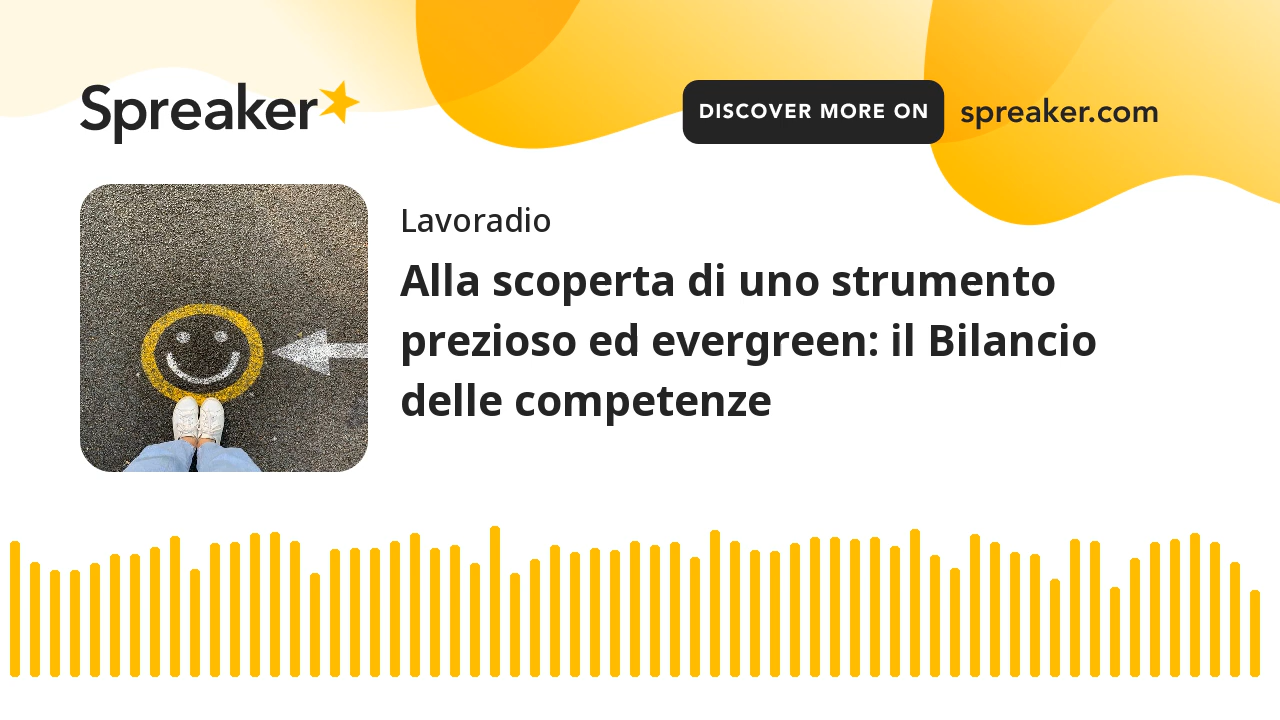 Spreaker
DISCOVER MORE ON spreaker.com
Lavoradio
Alla scoperta di uno strumento
prezioso ed evergreen: il Bilancio
delle competenze